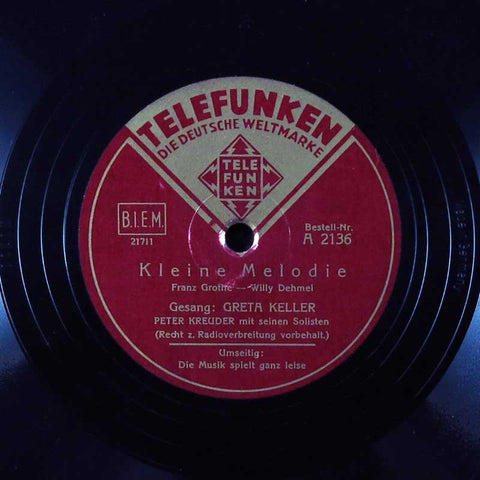 TELEFUNKEN
DIE DEUTSCHE WELTMARKE
TELE
FUN
KEN
B.I.E.M.
21711
Bestell-Nr.
A 2136
Kleine Melodie
Franz Grothe — Willy Dehmel
Gesang: GRETA KELLER
PETER KREUDER mit seinen Solisten
(Recht z. Radioverbreitung vorbehalt.)
Umseitig:
Die Musik spielt ganz leise